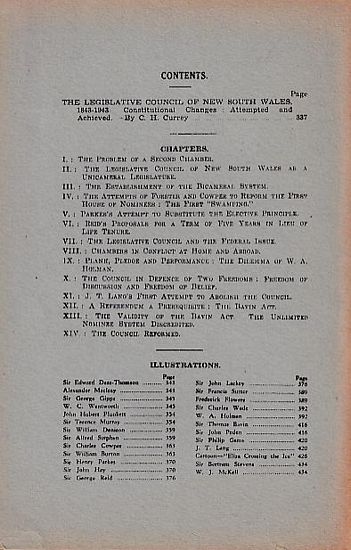 CONTENTS.
Page
THE LEGISLATIVE COUNCIL OF NEW SOUTH WALES.
1843-1943 Constitutional Changes : Attempted and
Achieved. -By C. H. Currey ... 337
CHAPTERS.
I. : THE PROBLEM OF A SECOND CHAMBER.
II. : THE LEGISLATIVE COUNCIL OF NEW SOUTH WALES AS A
UNICAMERAL LEGISLATURE.
III. : THE ESTABLISHMENT OF THE BICAMERAL SYSTEM.
IV. : THE ATTEMPTS OF FORSTER AND COWPER TO REFORM THE FIRST
HOUSE OF NOMINEES : THE FIRST "SWAMPING."
V. : PARKES'S ATTEMPT TO SUBSTITUTE THE ELECTIVE PRINCIPLE.
VI. : REID'S PROPOSALS FOR A TERM OF FIVE YEARS IN LIEU OF
LIFE TENURE.
VII. : THE LEGISLATIVE COUNCIL AND THE FEDERAL ISSUE.
VIII. : CHAMBERS IN CONFLICT AT HOME AND ABROAD.
IX. : PLANK, PLEDGE AND PERFORMANCE : THE DILEMMA OF W. A.
HOLMAN.
X. : THE COUNCIL IN DEFENCE OF TWO FREEDOMS : FREEDOM OF
DISCUSSION AND FREEDOM OF BELIEF.
XI. : J. T. LANG'S FIRST ATTEMPT TO ABOLISH THE COUNCIL.
XII. : A REFERENDUM A PREREQUISITE : THE BAVIN ACT.
XIII. : THE VALIDITY OF THE BAVIN ACT. THE UNLIMITED
NOMINEE SYSTEM DISCREDITED.
XIV. : THE COUNCIL REFORMED.
ILLUSTRATIONS.
Page
Sir Edward Deas-Thomson ... 343
Alexander Macleay ... 343
Sir George Gipps ... 345
W. C. Wentworth ... 345
John Hubert Plunkett ... 354
Sir Terence Murray ... 354
Sir William Denison ... 359
Sir Alfred Stephen ... 359
Sir Charles Cowper ... 363
Sir William Burton ... 363
Sir Henry Parkes ... 370
Sir John Hay ... 370
Sir George Reid ... 376
Page
Sir John Lackey ... 376
Sir Francis Suttor ... 389
Frederick Flowers ... 389
Sir Charles Wade ... 392
W. A. Holman ... 392
Sir Thomas Bavin ... 416
Sir John Peden ... 416
Sir Philip Game ... 420
J. T. Lang ... 420
Cartoon—"Eliza Crossing the Ice" 426
Sir Bertram Stevens ... 434
W. J. McKell ... 434